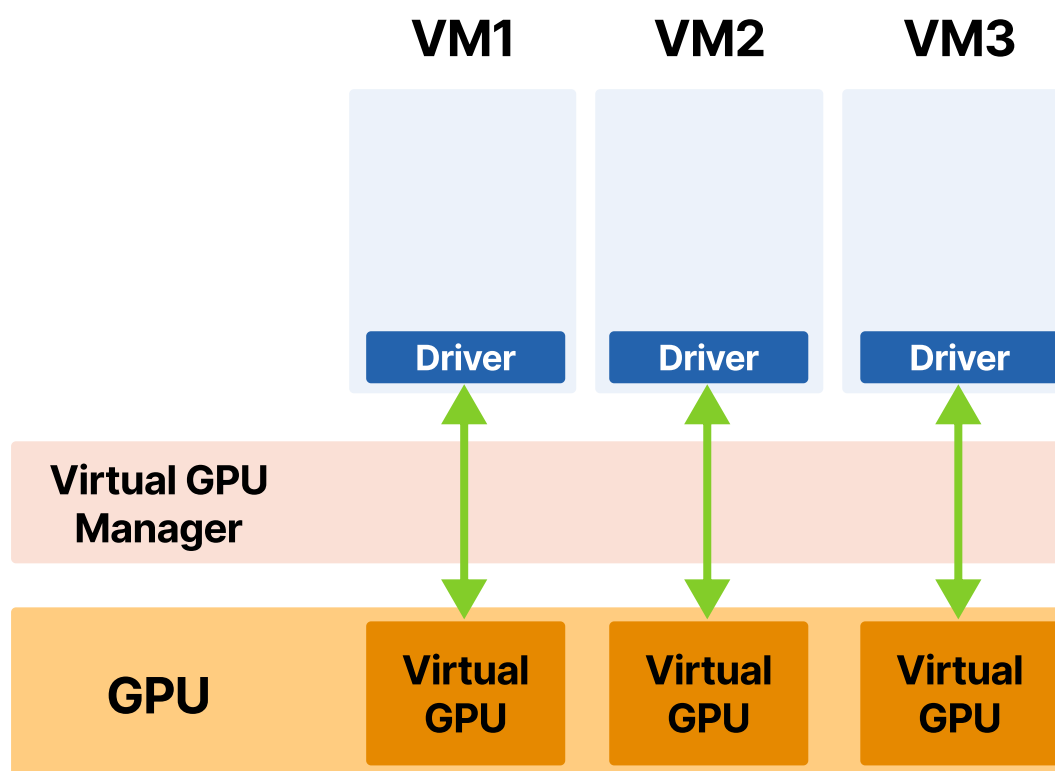 VM1 VM2 VM3
Driver Driver Driver
Virtual GPU
Manager
GPU
Virtual
GPU
Virtual
GPU
Virtual
GPU